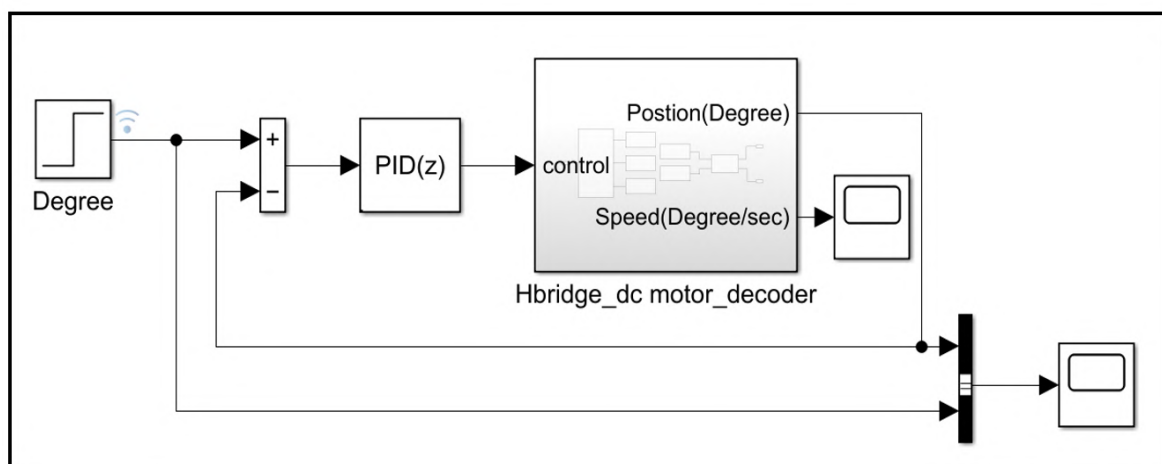 Degree
+
−
PID(z)
control
Postion(Degree)
Speed(Degree/sec)
Hbridge_dc motor_decoder